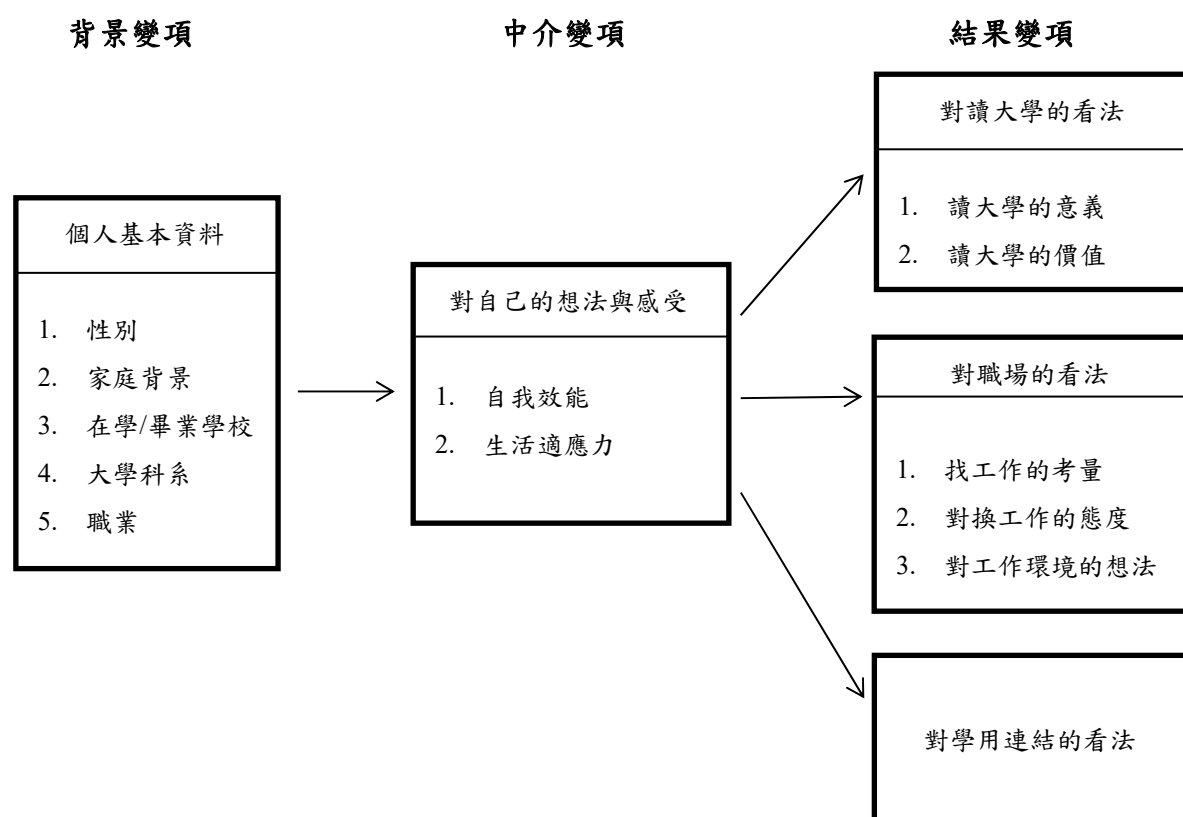 背景變項
中介變項
結果變項
個人基本資料
1. 性別
2. 家庭背景
3. 在學/畢業學校
4. 大學科系
5. 職業
對自己的想法與感受
1. 自我效能
2. 生活適應力
對讀大學的看法
1. 讀大學的意義
2. 讀大學的價值
對職場的看法
1. 找工作的考量
2. 對換工作的態度
3. 對工作環境的想法
對學用連結的看法